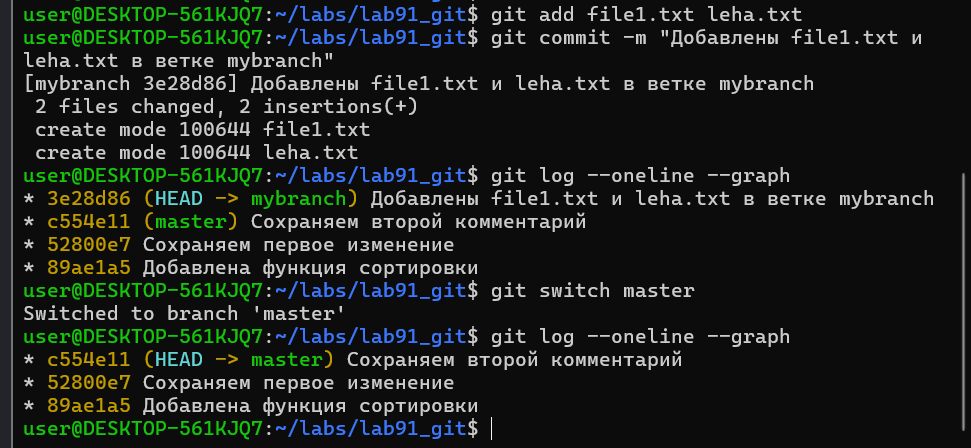 user@DESKTOP-561KJQ7:~/labs/lab91_git$ git add file1.txt leha.txt
user@DESKTOP-561KJQ7:~/labs/lab91_git$ git commit -m "Добавлены file1.txt и
leha.txt в ветке mybranch"
[mybranch 3e28d86] Добавлены file1.txt и leha.txt в ветке mybranch
 2 files changed, 2 insertions(+)
 create mode 100644 file1.txt
 create mode 100644 leha.txt
user@DESKTOP-561KJQ7:~/labs/lab91_git$ git log --oneline --graph
* 3e28d86 (HEAD -> mybranch) Добавлены file1.txt и leha.txt в ветке mybranch
* c554e11 (master) Сохраняем второй комментарий
* 52800e7 Сохраняем первое изменение
* 89ae1a5 Добавлена функция сортировки
user@DESKTOP-561KJQ7:~/labs/lab91_git$ git switch master
Switched to branch 'master'
user@DESKTOP-561KJQ7:~/labs/lab91_git$ git log --oneline --graph
* c554e11 (HEAD -> master) Сохраняем второй комментарий
* 52800e7 Сохраняем первое изменение
* 89ae1a5 Добавлена функция сортировки
user@DESKTOP-561KJQ7:~/labs/lab91_git$